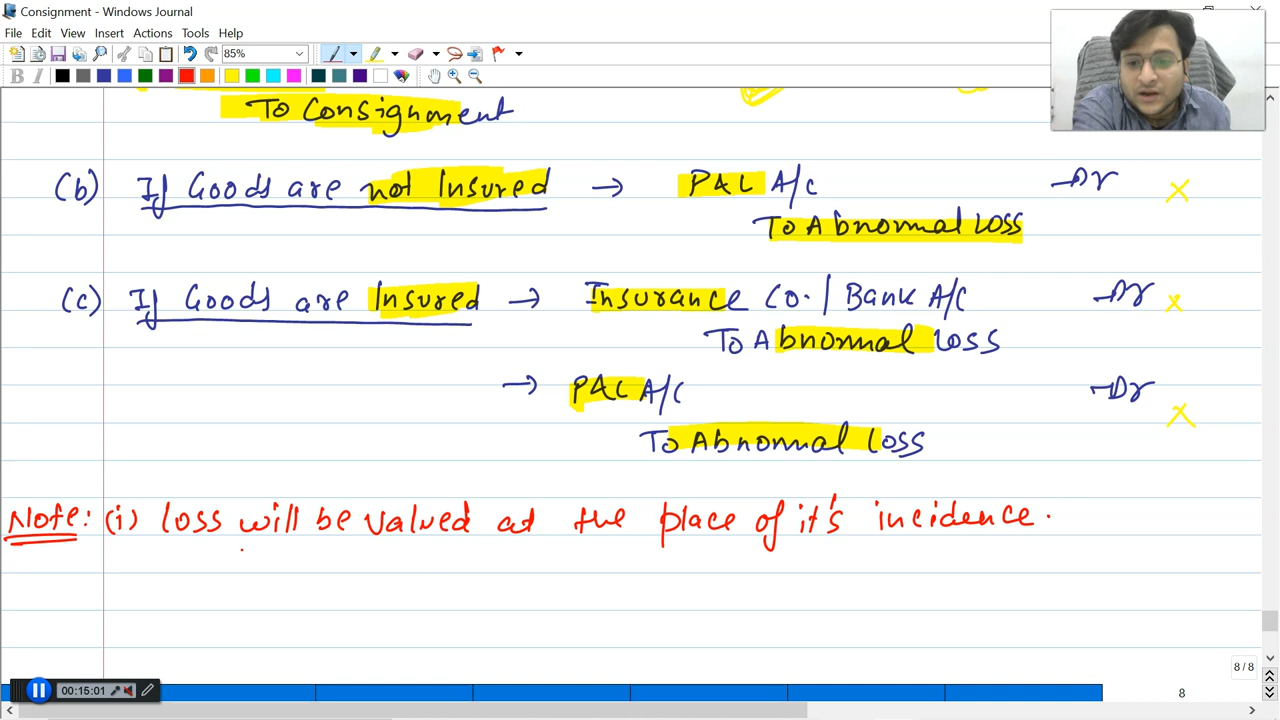 Consignment - Windows Journal
File Edit View Insert Actions Tools Help
85%
B I
To Consignment
(b) If Goods are not Insured → P&L A/c Dr ×
To Abnormal Loss
(c) If Goods are Insured → Insurance Co. / Bank A/c Dr ×
To Abnormal Loss
→ P&L A/c Dr ×
To Abnormal Loss
Note: (i) Loss will be valued at the place of it's incidence.
8 / 8
00:15:01
8